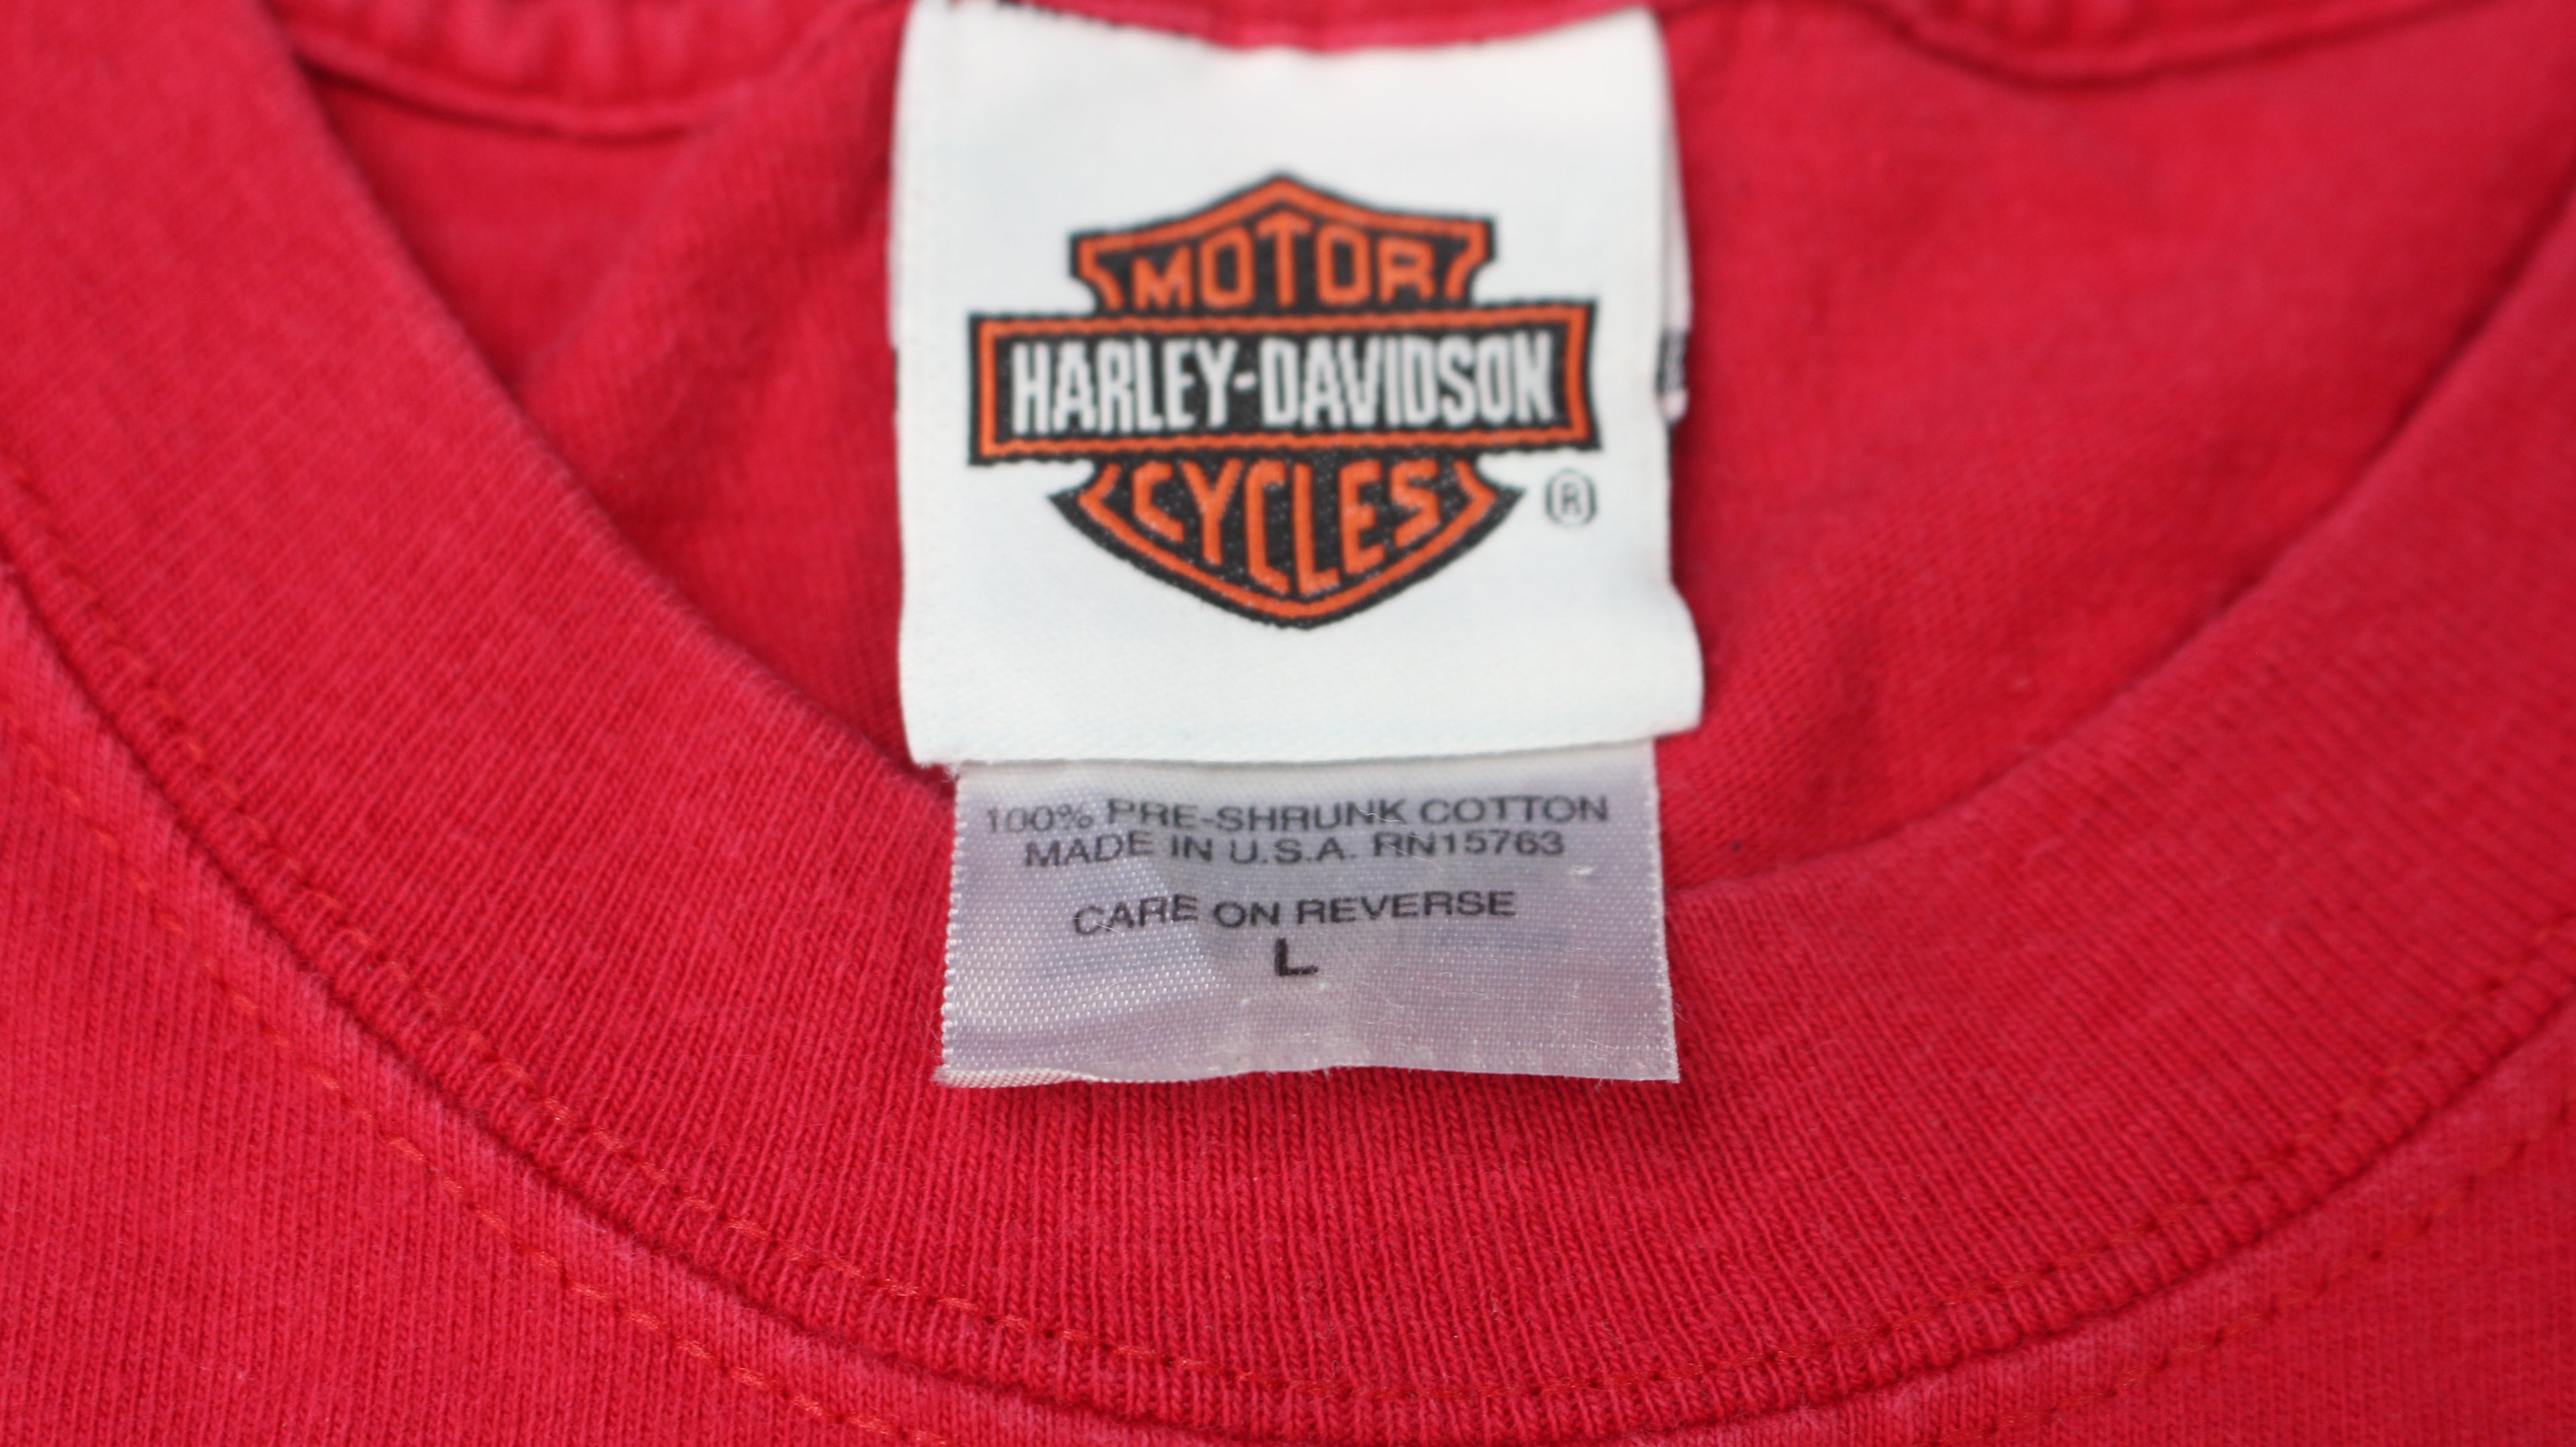 MOTOR
HARLEY-DAVIDSON
CYCLES
®
100% PRE-SHRUNK COTTON
MADE IN U.S.A. RN15763
CARE ON REVERSE
L